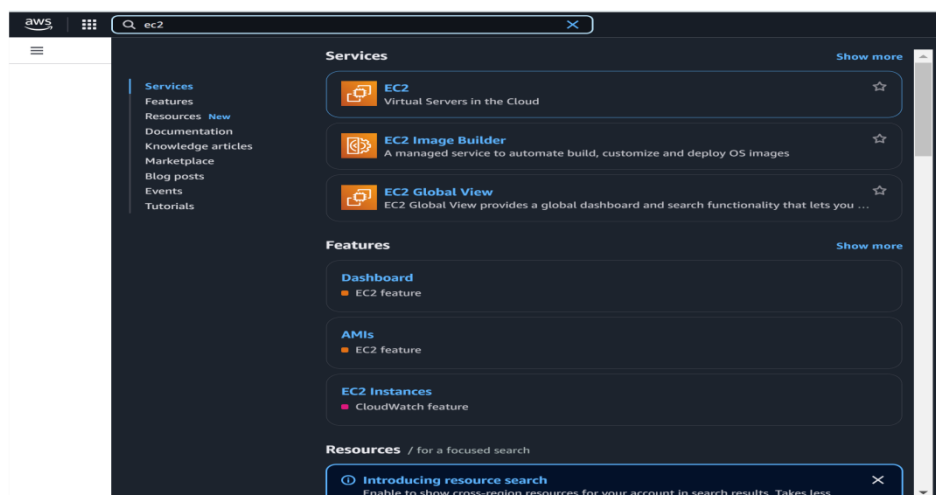 aws
ec2
Services
Features
Resources New
Documentation
Knowledge articles
Marketplace
Blog posts
Events
Tutorials
Services
Show more
EC2
Virtual Servers in the Cloud
EC2 Image Builder
A managed service to automate build, customize and deploy OS images
EC2 Global View
EC2 Global View provides a global dashboard and search functionality that lets you ...
Features
Show more
Dashboard
EC2 feature
AMIs
EC2 feature
EC2 Instances
CloudWatch feature
Resources / for a focused search
Introducing resource search
Enable to show cross-region resources for your account in search results. Takes less